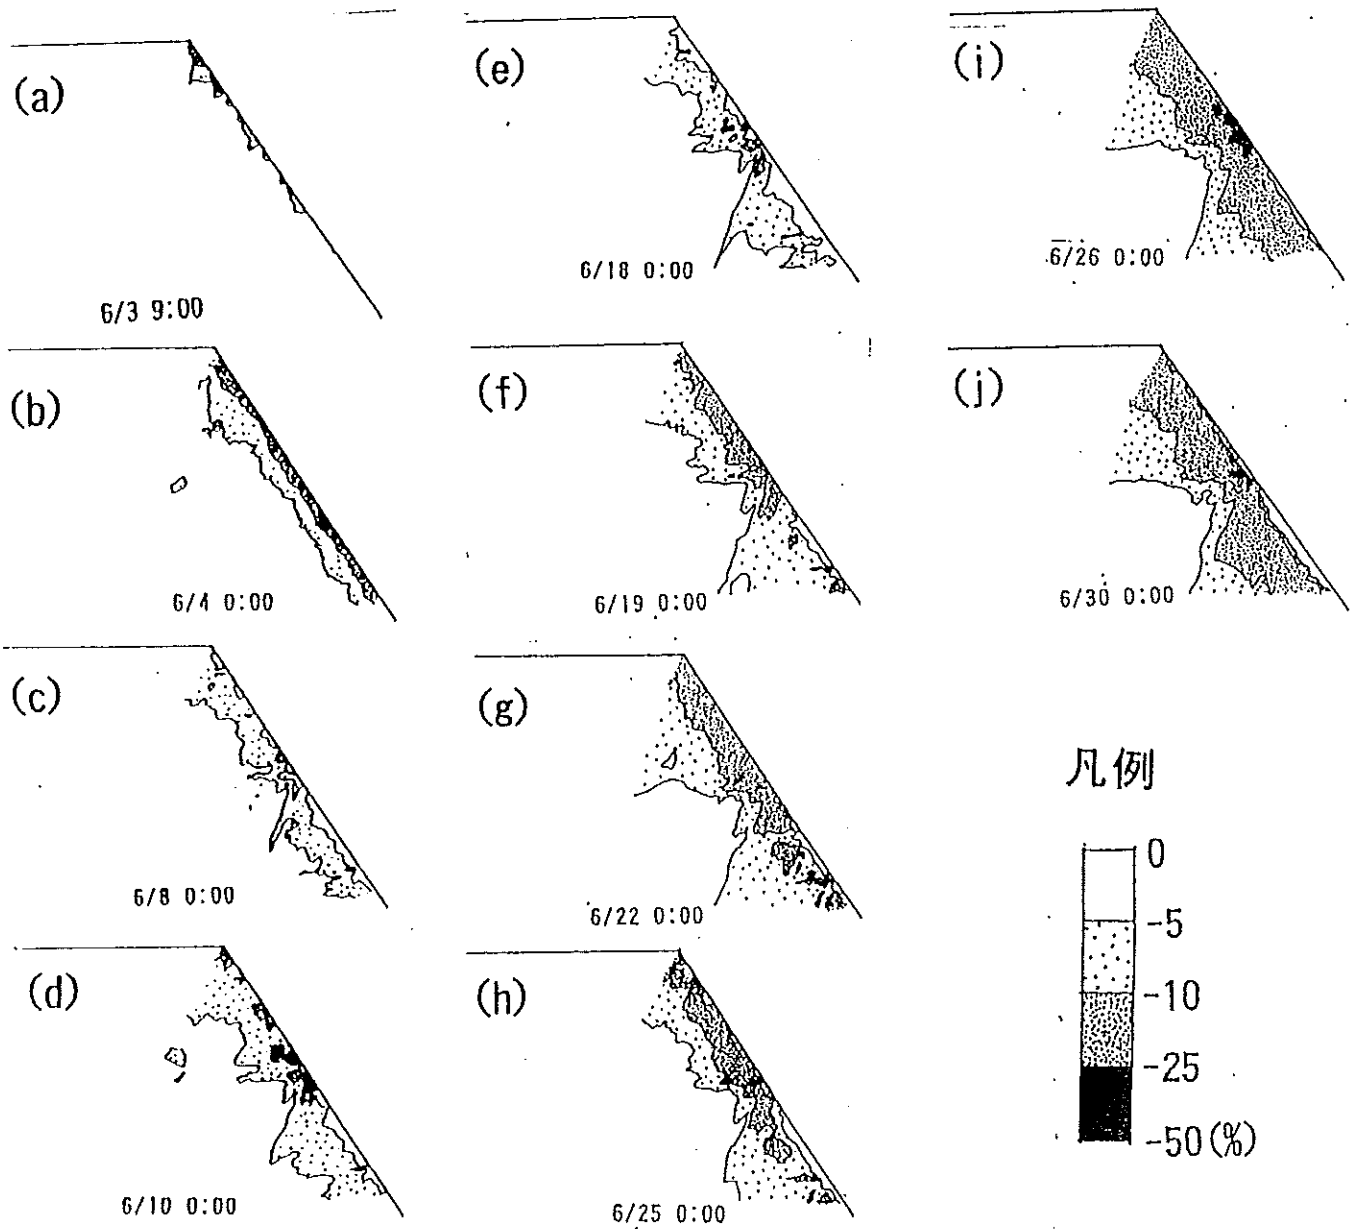 (a)
6/3 9:00
(b)
6/4 0:00
(c)
6/8 0:00
(d)
6/10 0:00
(e)
6/18 0:00
(f)
6/19 0:00
(g)
6/22 0:00
(h)
6/25 0:00
(i)
6/26 0:00
(j)
6/30 0:00
凡例
0
-5
-10
-25
-50(%)